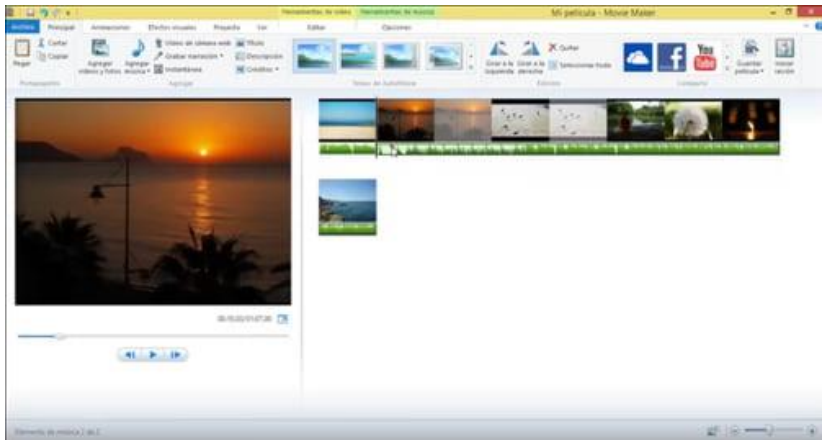 Herramientas de vídeo Herramientas de música Mi película - Movie Maker
Archivo Principal Animaciones Efectos visuales Proyecto Ver Editar Opciones
Pegar
Cortar
Copiar
Agregar vídeos y fotos
Agregar música
Vídeo de cámara web
Grabar narración
Instantánea
Título
Descripción
Créditos
Girar a la izquierda
Girar a la derecha
Quitar
Seleccionar todo
f
You Tube
Guardar película
Iniciar sesión
Portapapeles Agregar Temas de AutoMovie Edición Compartir
Elemento de música 2 de 2